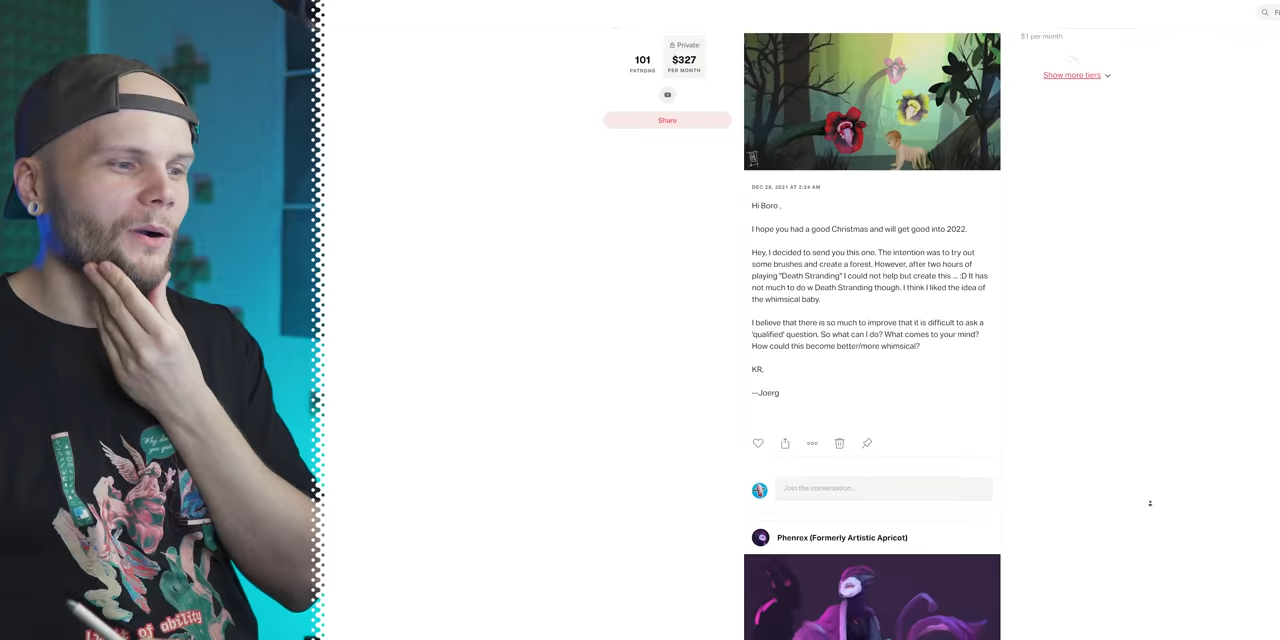 Fi
Private
101
PATRONS
$327
PER MONTH
Share
$1 per month
Show more tiers
DEC 28, 2021 AT 2:24 AM
Hi Boro ,
I hope you had a good Christmas and will get good into 2022.
Hey, I decided to send you this one. The intention was to try out
some brushes and create a forest. However, after two hours of
playing "Death Stranding" I could not help but create this ... :D It has
not much to do w Death Stranding though. I think I liked the idea of
the whimsical baby.
I believe that there is so much to improve that it is difficult to ask a
'qualified' question. So what can I do? What comes to your mind?
How could this become better/more whimsical?
KR,
--Joerg
Join the conversation...
Phenrex (Formerly Artistic Apricot)
of ability